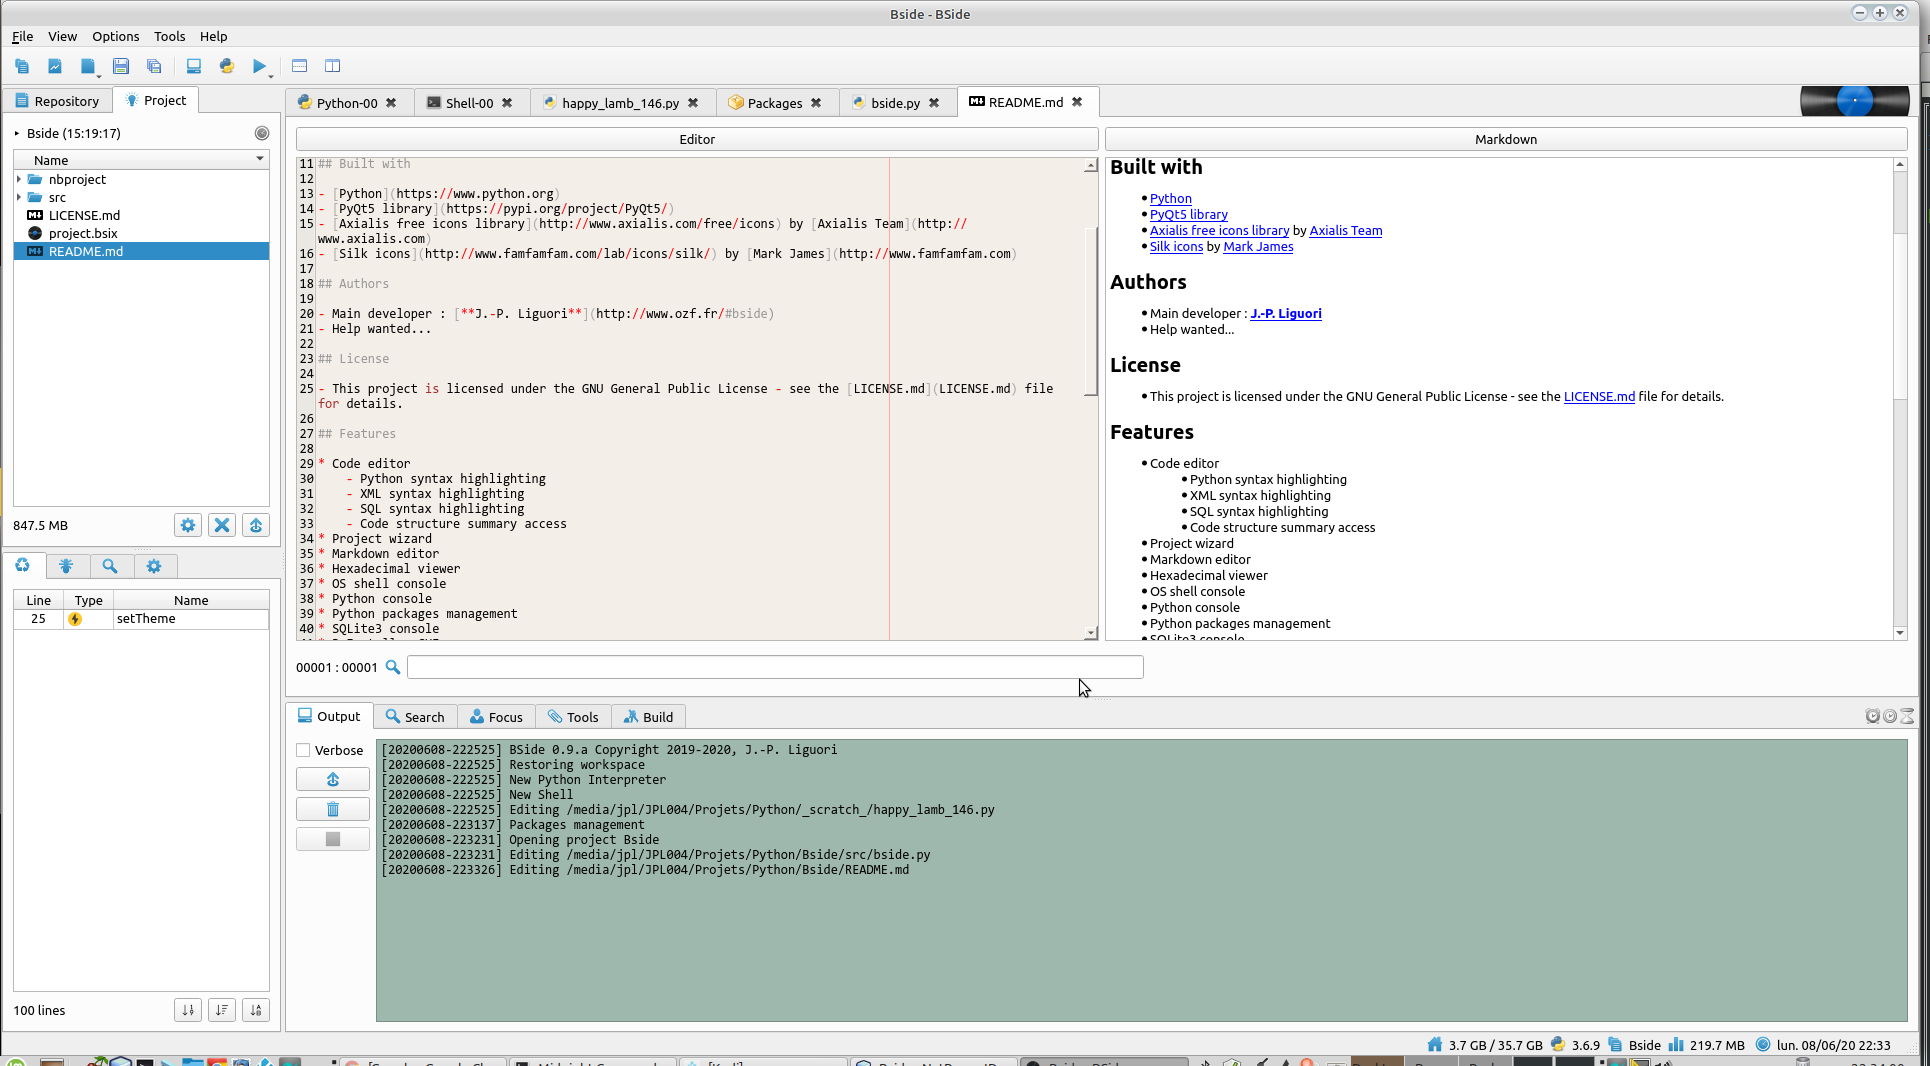 Bside - BSide
File View Options Tools Help
Repository Project
Bside (15:19:17)
Name
nbproject
src
LICENSE.md
project.bsix
README.md
847.5 MB
Line Type Name
25 setTheme
100 lines
Python-00 Shell-00 happy_lamb_146.py Packages bside.py README.md
Editor
11 ## Built with
12
13 - [Python](https://www.python.org)
14 - [PyQt5 library](https://pypi.org/project/PyQt5/)
15 - [Axialis free icons library](http://www.axialis.com/free/icons) by [Axialis Team](http://
www.axialis.com)
16 - [Silk icons](http://www.famfamfam.com/lab/icons/silk/) by [Mark James](http://www.famfamfam.com)
17
18 ## Authors
19
20 - Main developer : [**J.-P. Liguori**](http://www.ozf.fr/#bside)
21 - Help wanted...
22
23 ## License
24
25 - This project is licensed under the GNU General Public License - see the [LICENSE.md](LICENSE.md) file
for details.
26
27 ## Features
28
29 * Code editor
30 - Python syntax highlighting
31 - XML syntax highlighting
32 - SQL syntax highlighting
33 - Code structure summary access
34 * Project wizard
35 * Markdown editor
36 * Hexadecimal viewer
37 * OS shell console
38 * Python console
39 * Python packages management
40 * SQLite3 console
Markdown
Built with
• Python
• PyQt5 library
• Axialis free icons library by Axialis Team
• Silk icons by Mark James
Authors
• Main developer : J.-P. Liguori
• Help wanted...
License
• This project is licensed under the GNU General Public License - see the LICENSE.md file for details.
Features
• Code editor
• Python syntax highlighting
• XML syntax highlighting
• SQL syntax highlighting
• Code structure summary access
• Project wizard
• Markdown editor
• Hexadecimal viewer
• OS shell console
• Python console
• Python packages management
• SQLite3 console
00001 : 00001
Output Search Focus Tools Build
Verbose
[20200608-222525] BSide 0.9.a Copyright 2019-2020, J.-P. Liguori
[20200608-222525] Restoring workspace
[20200608-222525] New Python Interpreter
[20200608-222525] New Shell
[20200608-222525] Editing /media/jpl/JPL004/Projets/Python/_scratch_/happy_lamb_146.py
[20200608-223137] Packages management
[20200608-223231] Opening project Bside
[20200608-223231] Editing /media/jpl/JPL004/Projets/Python/Bside/src/bside.py
[20200608-223326] Editing /media/jpl/JPL004/Projets/Python/Bside/README.md
3.7 GB / 35.7 GB 3.6.9 Bside 219.7 MB lun. 08/06/20 22:33